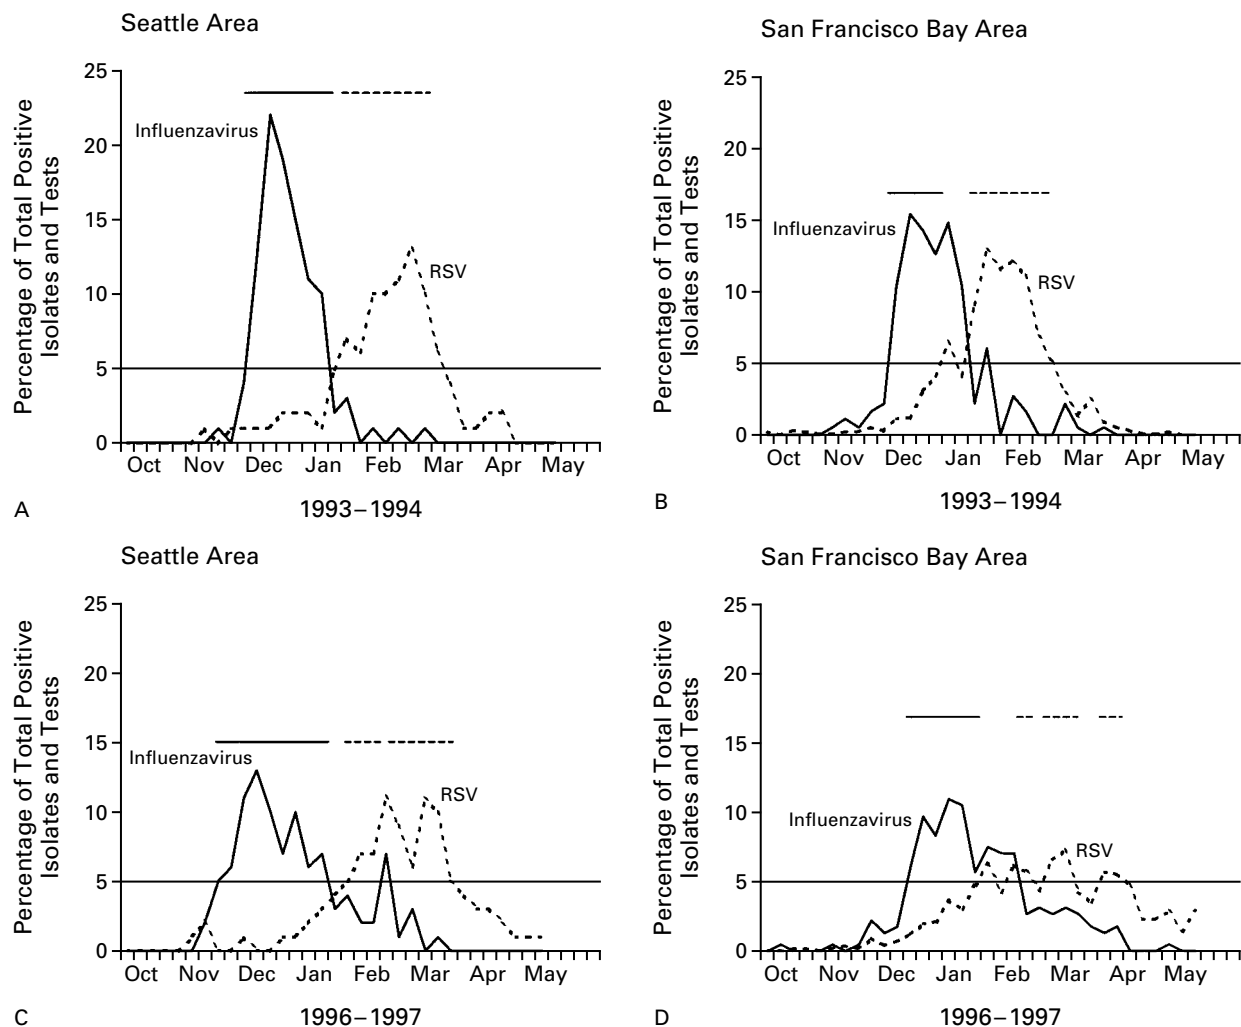 Seattle Area
Percentage of Total Positive
Isolates and Tests
25
20
15
10
5
0
Influenzavirus
RSV
Oct Nov Dec Jan Feb Mar Apr May
A
1993–1994
San Francisco Bay Area
Percentage of Total Positive
Isolates and Tests
25
20
15
10
5
0
Influenzavirus
RSV
Oct Nov Dec Jan Feb Mar Apr May
B
1993–1994
Seattle Area
Percentage of Total Positive
Isolates and Tests
25
20
15
10
5
0
Influenzavirus
RSV
Oct Nov Dec Jan Feb Mar Apr May
C
1996–1997
San Francisco Bay Area
Percentage of Total Positive
Isolates and Tests
25
20
15
10
5
0
Influenzavirus
RSV
Oct Nov Dec Jan Feb Mar Apr May
D
1996–1997